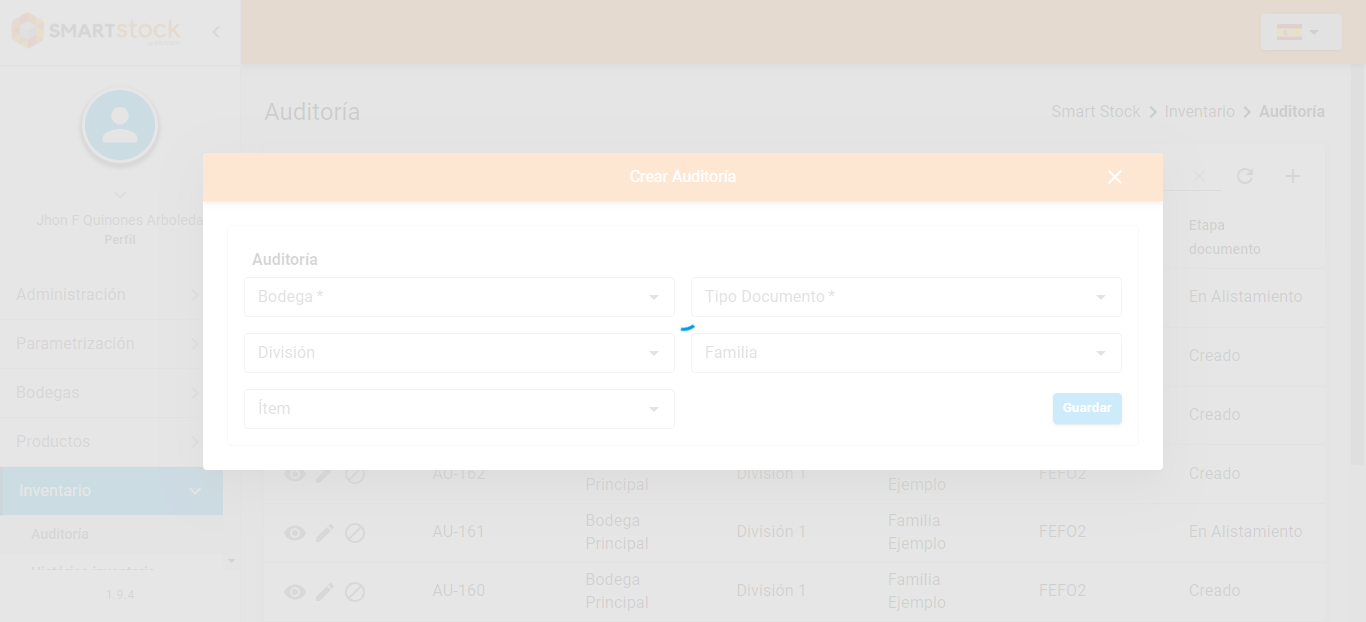 SMARTstock
Auditoría
Smart Stock > Inventario > Auditoría
Crear Auditoría
Jhon F Quinones Arboleda
Perfil
Etapa
documento
Auditoría
Bodega *
Tipo Documento *
División
Familia
Ítem
Guardar
Administración
Parametrización
Bodegas
Productos
Inventario
Auditoría
1.9.4
En Alistamiento
Creado
Creado
AU-162
Principal
División 1
Ejemplo
FEFO2
Creado
AU-161
Bodega
Principal
División 1
Familia
Ejemplo
FEFO2
En Alistamiento
AU-160
Bodega
Principal
División 1
Familia
Ejemplo
FEFO2
Creado